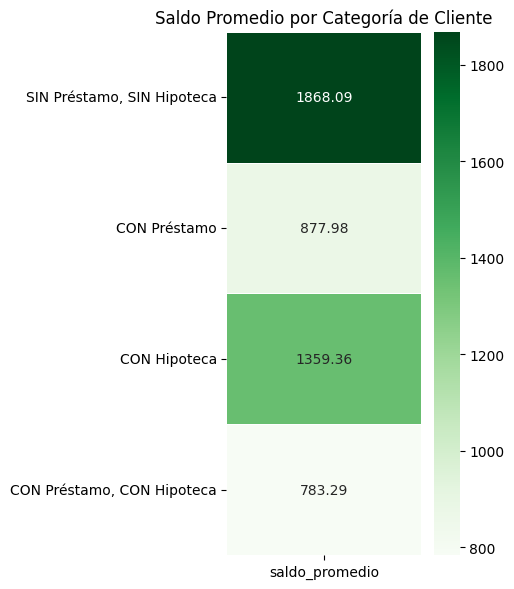 Saldo Promedio por Categoría de Cliente
SIN Préstamo, SIN Hipoteca
1868.09
CON Préstamo
877.98
CON Hipoteca
1359.36
CON Préstamo, CON Hipoteca
783.29
saldo_promedio
1800
1600
1400
1200
1000
800